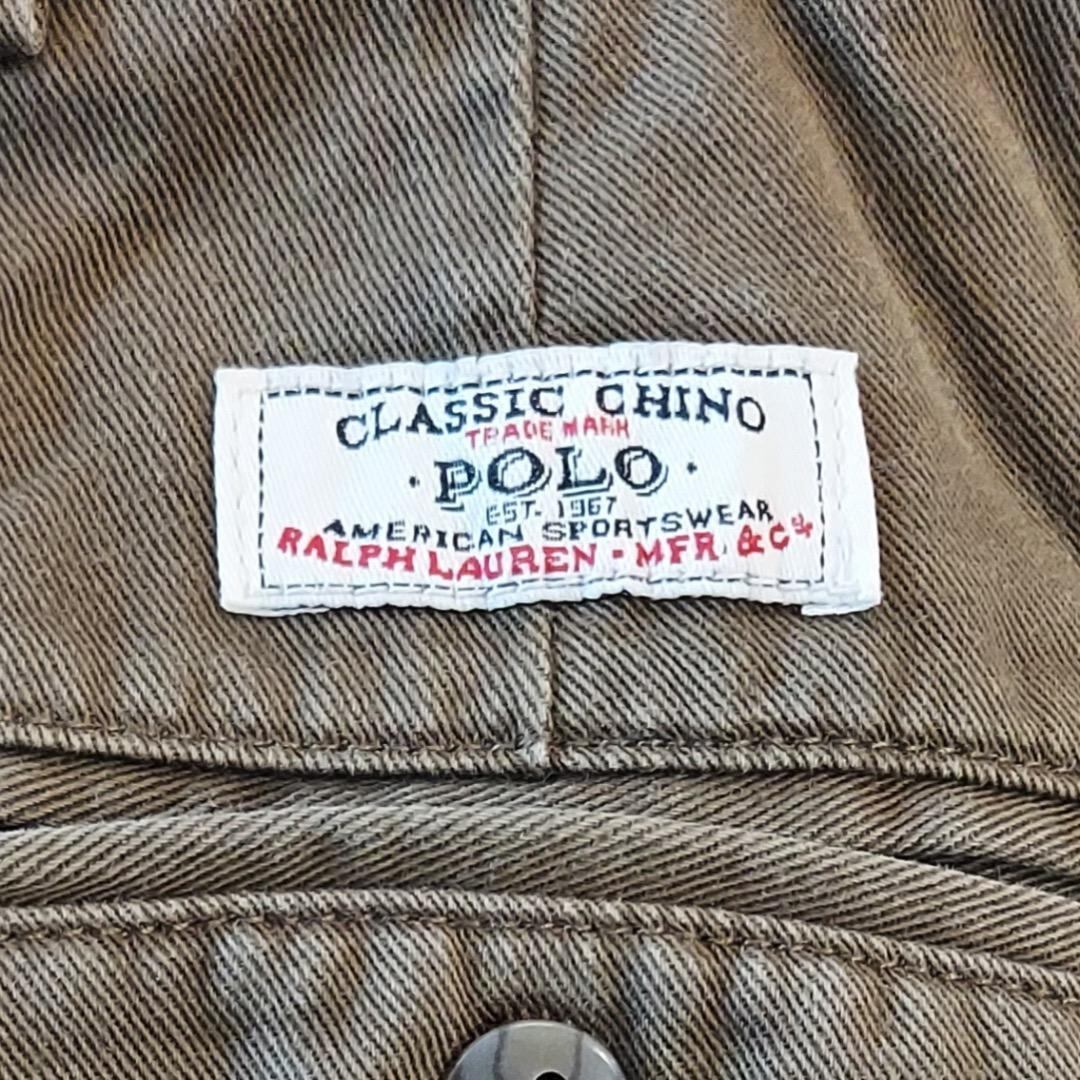 CLASSIC CHINO
TRADE MARK
· POLO ·
EST. 1967
AMERICAN SPORTSWEAR
RALPH LAUREN - MFR. & Co.